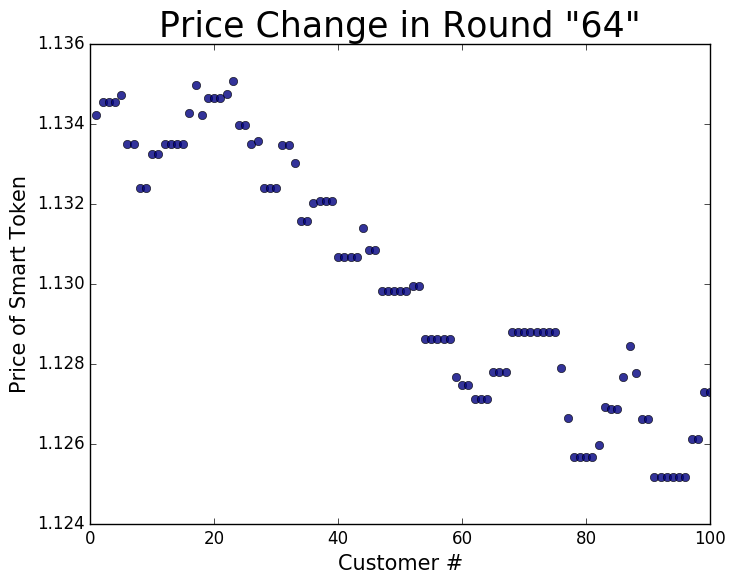 Price Change in Round "64"
1.136
1.134
1.132
1.130
1.128
1.126
1.124
Price of Smart Token
0 20 40 60 80 100
Customer #